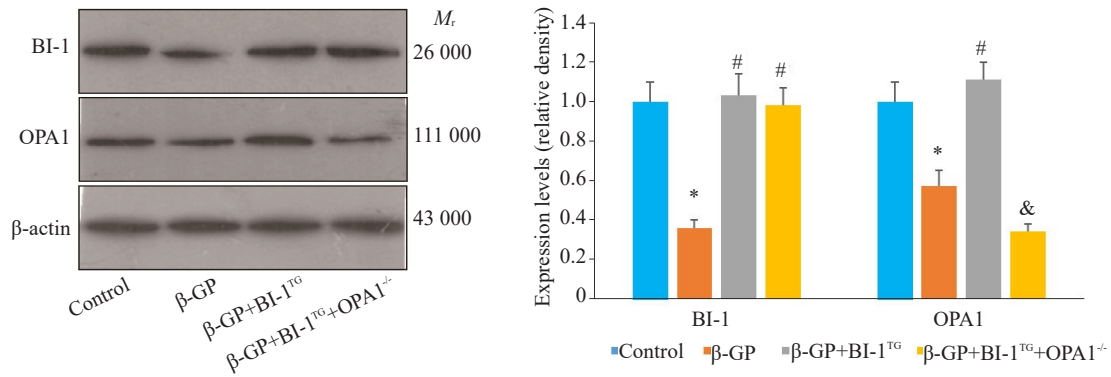 Mr
BI-1
26 000
OPA1
111 000
β-actin
43 000
Control
β-GP
β-GP+BI-1ᵀᴳ
β-GP+BI-1ᵀᴳ+OPA1⁻/⁻
Expression levels (relative density)
1.4
1.2
1.0
0.8
0.6
0.4
0.2
0
*
#
#
*
#
&
BI-1
OPA1
Control β-GP β-GP+BI-1ᵀᴳ β-GP+BI-1ᵀᴳ+OPA1⁻/⁻